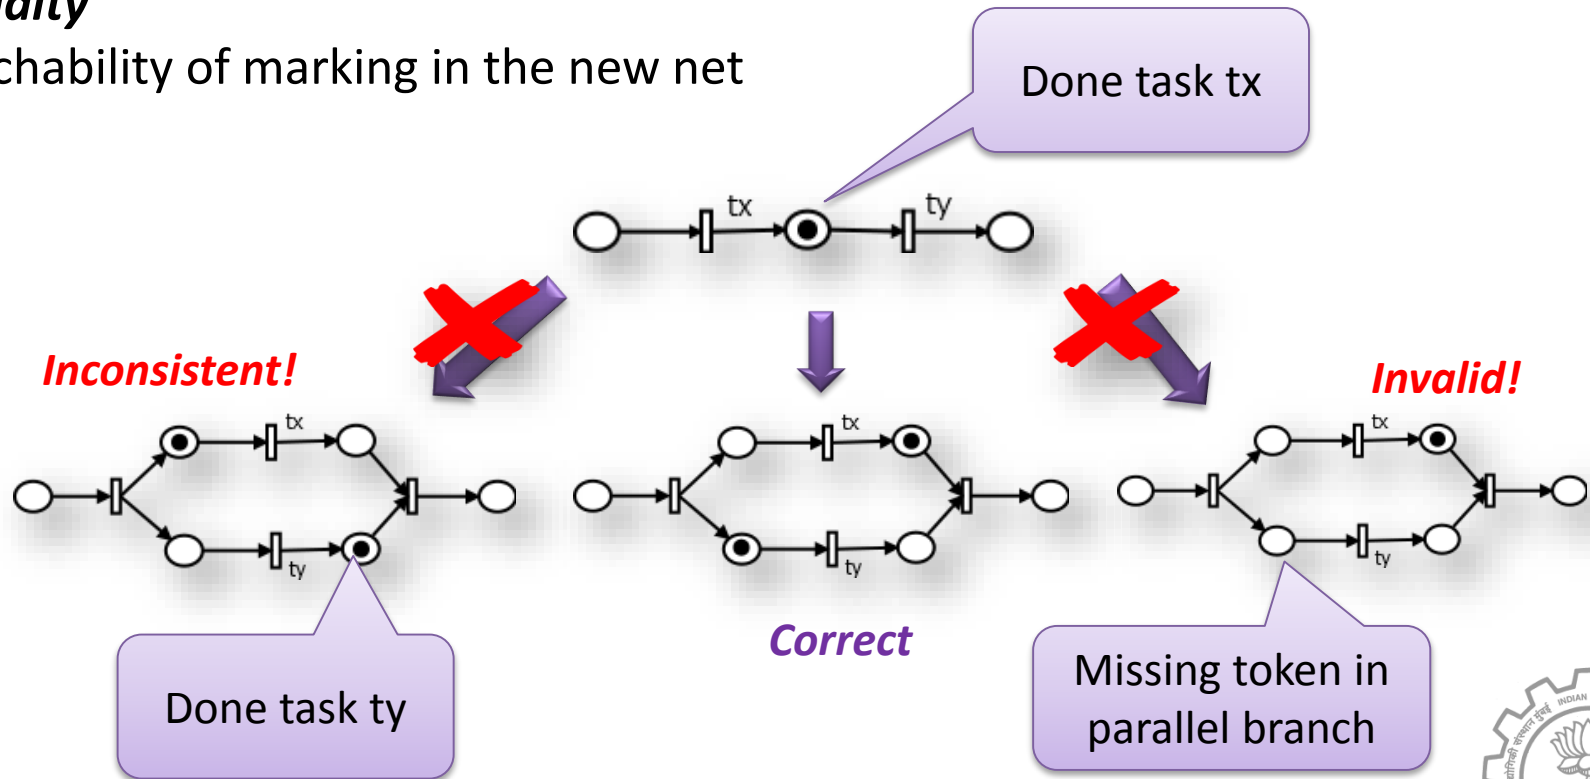 chability of marking in the new net
Done task tx
tx
ty
Inconsistent!
Invalid!
tx
ty
tx
ty
tx
ty
Correct
Done task ty
Missing token in
parallel branch
INDIAN